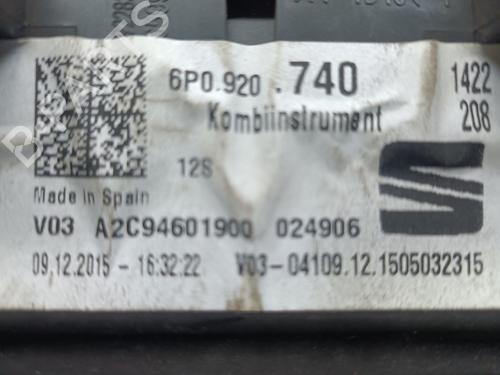 6P0.920 .740 1422
Kombiinstrument 208
12S
Made in Spain
V03 A2C94601900 024906
09.12.2015 - 16:32:22 V03-04109.12.1505032315